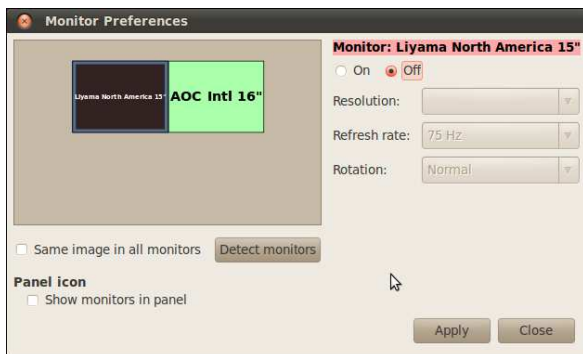 Monitor Preferences
Monitor: Liyama North America 15"
Liyama North America 15"
AOC Intl 16"
On
Off
Resolution:
Refresh rate:
75 Hz
Rotation:
Normal
Same image in all monitors
Detect monitors
Panel icon
Show monitors in panel
Apply
Close